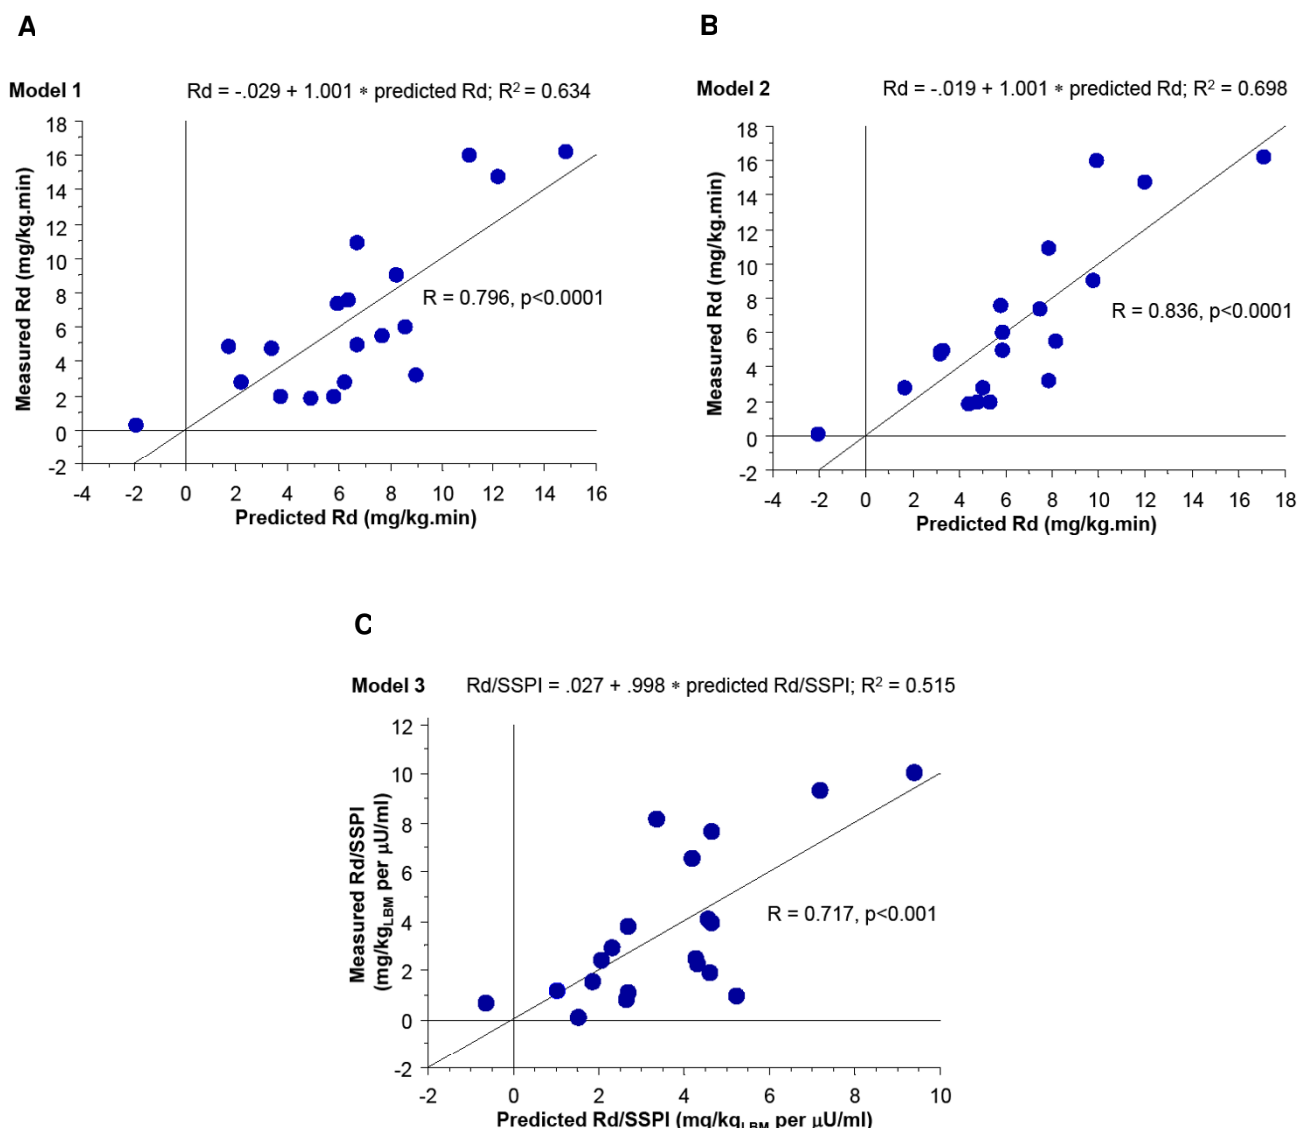 A
Model 1
Rd = -.029 + 1.001 * predicted Rd; R² = 0.634
Measured Rd (mg/kg.min)
18
16
14
12
10
8
6
4
2
0
-2
R = 0.796, p<0.0001
-4 -2 0 2 4 6 8 10 12 14 16
Predicted Rd (mg/kg.min)
B
Model 2
Rd = -.019 + 1.001 * predicted Rd; R² = 0.698
Measured Rd (mg/kg.min)
18
16
14
12
10
8
6
4
2
0
-2
R = 0.836, p<0.0001
-4 -2 0 2 4 6 8 10 12 14 16 18
Predicted Rd (mg/kg.min)
C
Model 3
Rd/SSPI = .027 + .998 * predicted Rd/SSPI; R² = 0.515
Measured Rd/SSPI
(mg/kg_LBM per µU/ml)
12
10
8
6
4
2
0
-2
R = 0.717, p<0.001
-2 0 2 4 6 8 10
Predicted Rd/SSPI (mg/kg_LBM per µU/ml)